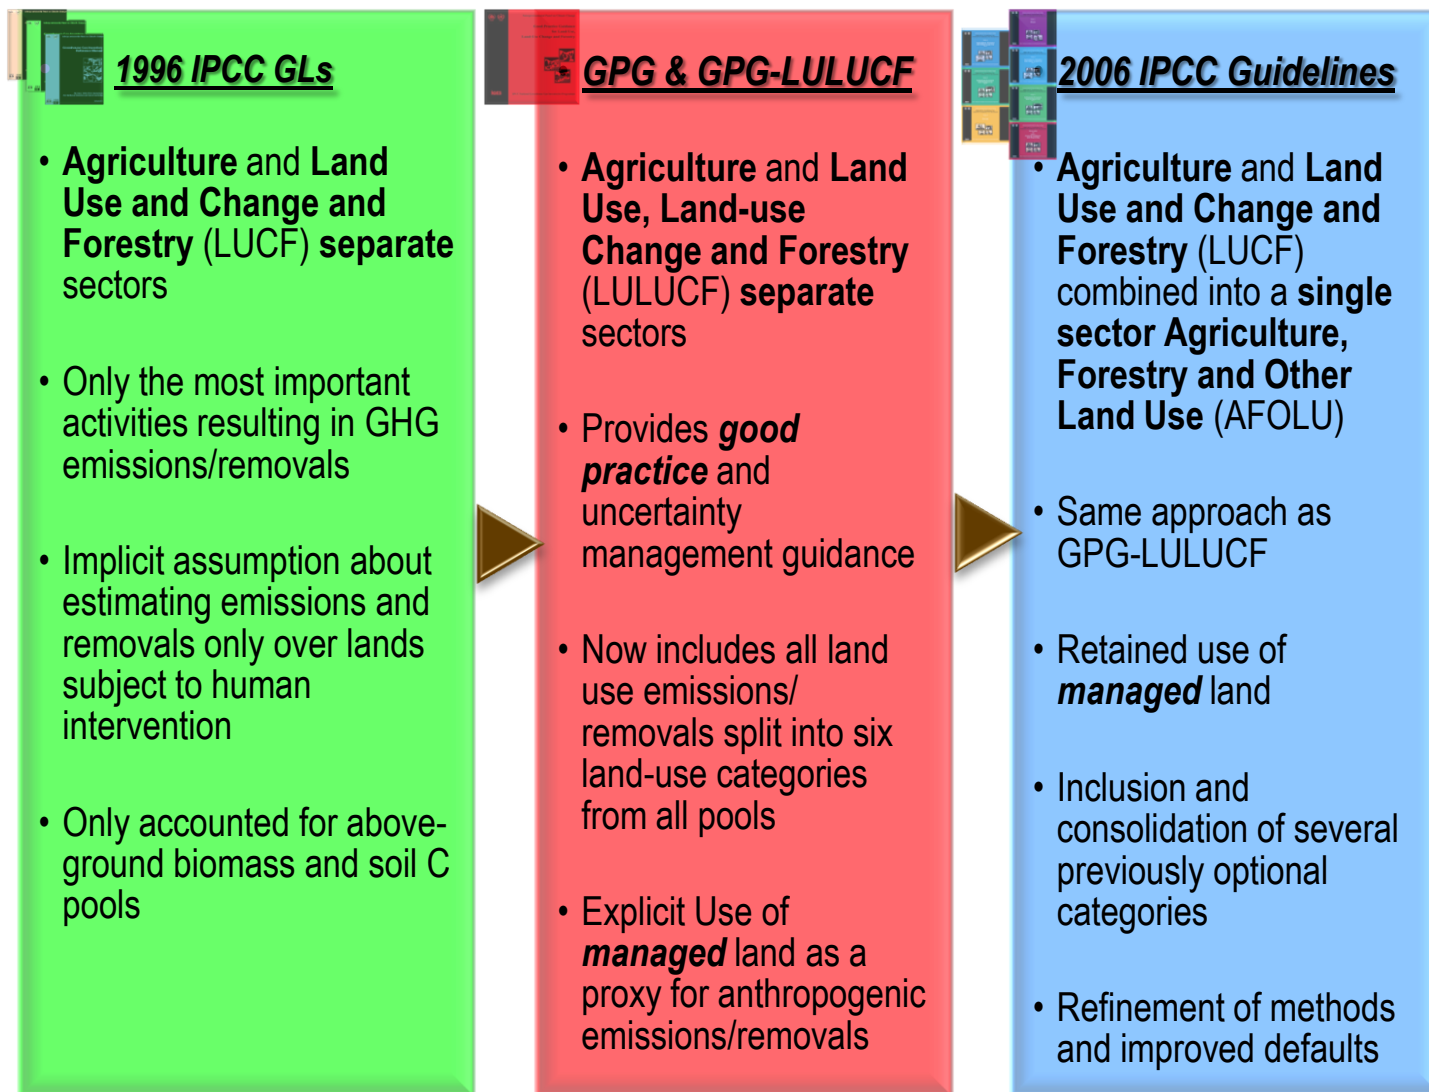 1996 IPCC GLs
• Agriculture and Land
Use and Change and
Forestry (LUCF) separate
sectors
• Only the most important
activities resulting in GHG
emissions/removals
• Implicit assumption about
estimating emissions and
removals only over lands
subject to human
intervention
• Only accounted for above-
ground biomass and soil C
pools
GPG & GPG-LULUCF
• Agriculture and Land
Use, Land-use
Change and Forestry
(LULUCF) separate
sectors
• Provides good
practice and
uncertainty
management guidance
• Now includes all land
use emissions/
removals split into six
land-use categories
from all pools
• Explicit Use of
managed land as a
proxy for anthropogenic
emissions/removals
2006 IPCC Guidelines
• Agriculture and Land
Use and Change and
Forestry (LUCF)
combined into a single
sector Agriculture,
Forestry and Other
Land Use (AFOLU)
• Same approach as
GPG-LULUCF
• Retained use of
managed land
• Inclusion and
consolidation of several
previously optional
categories
• Refinement of methods
and improved defaults